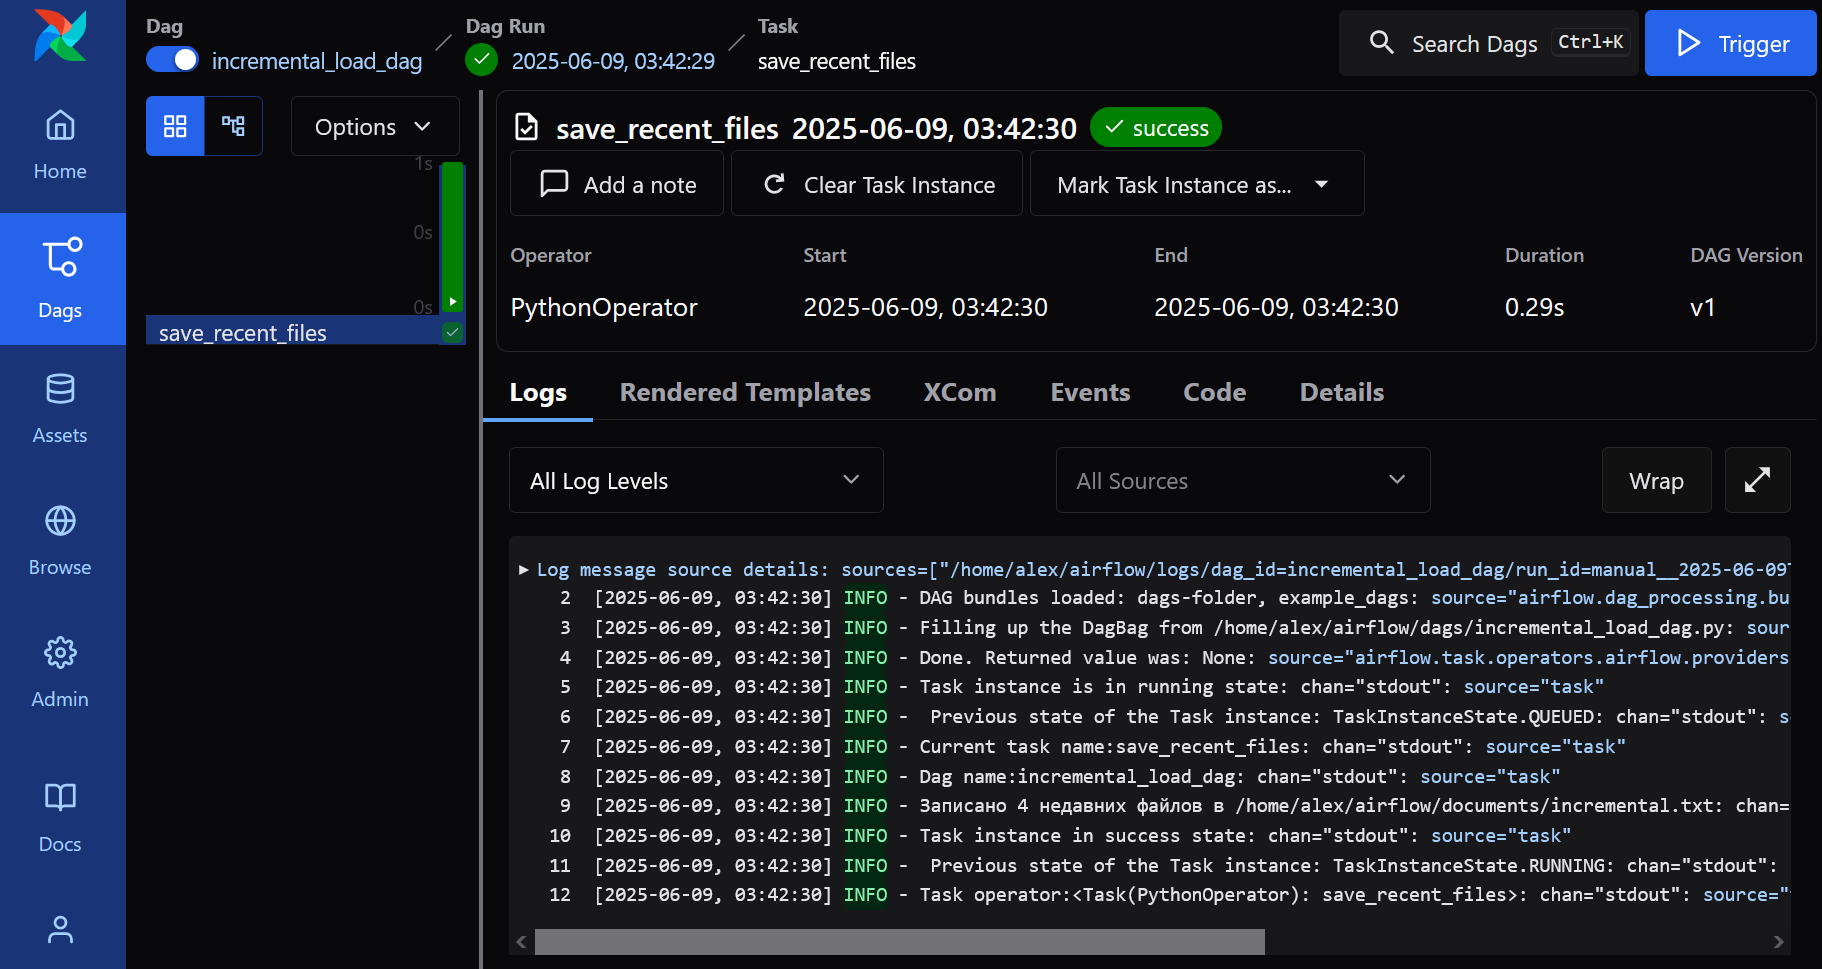 Dag
incremental_load_dag
Dag Run
2025-06-09, 03:42:29
Task
save_recent_files
Search Dags Ctrl+K
Trigger
Home
Dags
Assets
Browse
Admin
Docs
Options
1s
0s
0s
save_recent_files
save_recent_files 2025-06-09, 03:42:30 success
Add a note Clear Task Instance Mark Task Instance as...
Operator Start End Duration DAG Version
PythonOperator 2025-06-09, 03:42:30 2025-06-09, 03:42:30 0.29s v1
Logs Rendered Templates XCom Events Code Details
All Log Levels All Sources Wrap
Log message source details: sources=["/home/alex/airflow/logs/dag_id=incremental_load_dag/run_id=manual__2025-06-09T
2 [2025-06-09, 03:42:30] INFO - DAG bundles loaded: dags-folder, example_dags: source="airflow.dag_processing.bu
3 [2025-06-09, 03:42:30] INFO - Filling up the DagBag from /home/alex/airflow/dags/incremental_load_dag.py: sour
4 [2025-06-09, 03:42:30] INFO - Done. Returned value was: None: source="airflow.task.operators.airflow.providers
5 [2025-06-09, 03:42:30] INFO - Task instance is in running state: chan="stdout": source="task"
6 [2025-06-09, 03:42:30] INFO -  Previous state of the Task instance: TaskInstanceState.QUEUED: chan="stdout": s
7 [2025-06-09, 03:42:30] INFO - Current task name:save_recent_files: chan="stdout": source="task"
8 [2025-06-09, 03:42:30] INFO - Dag name:incremental_load_dag: chan="stdout": source="task"
9 [2025-06-09, 03:42:30] INFO - Записано 4 недавних файлов в /home/alex/airflow/documents/incremental.txt: chan=
10 [2025-06-09, 03:42:30] INFO - Task instance in success state: chan="stdout": source="task"
11 [2025-06-09, 03:42:30] INFO -  Previous state of the Task instance: TaskInstanceState.RUNNING: chan="stdout":
12 [2025-06-09, 03:42:30] INFO - Task operator:<Task(PythonOperator): save_recent_files>: chan="stdout": source="